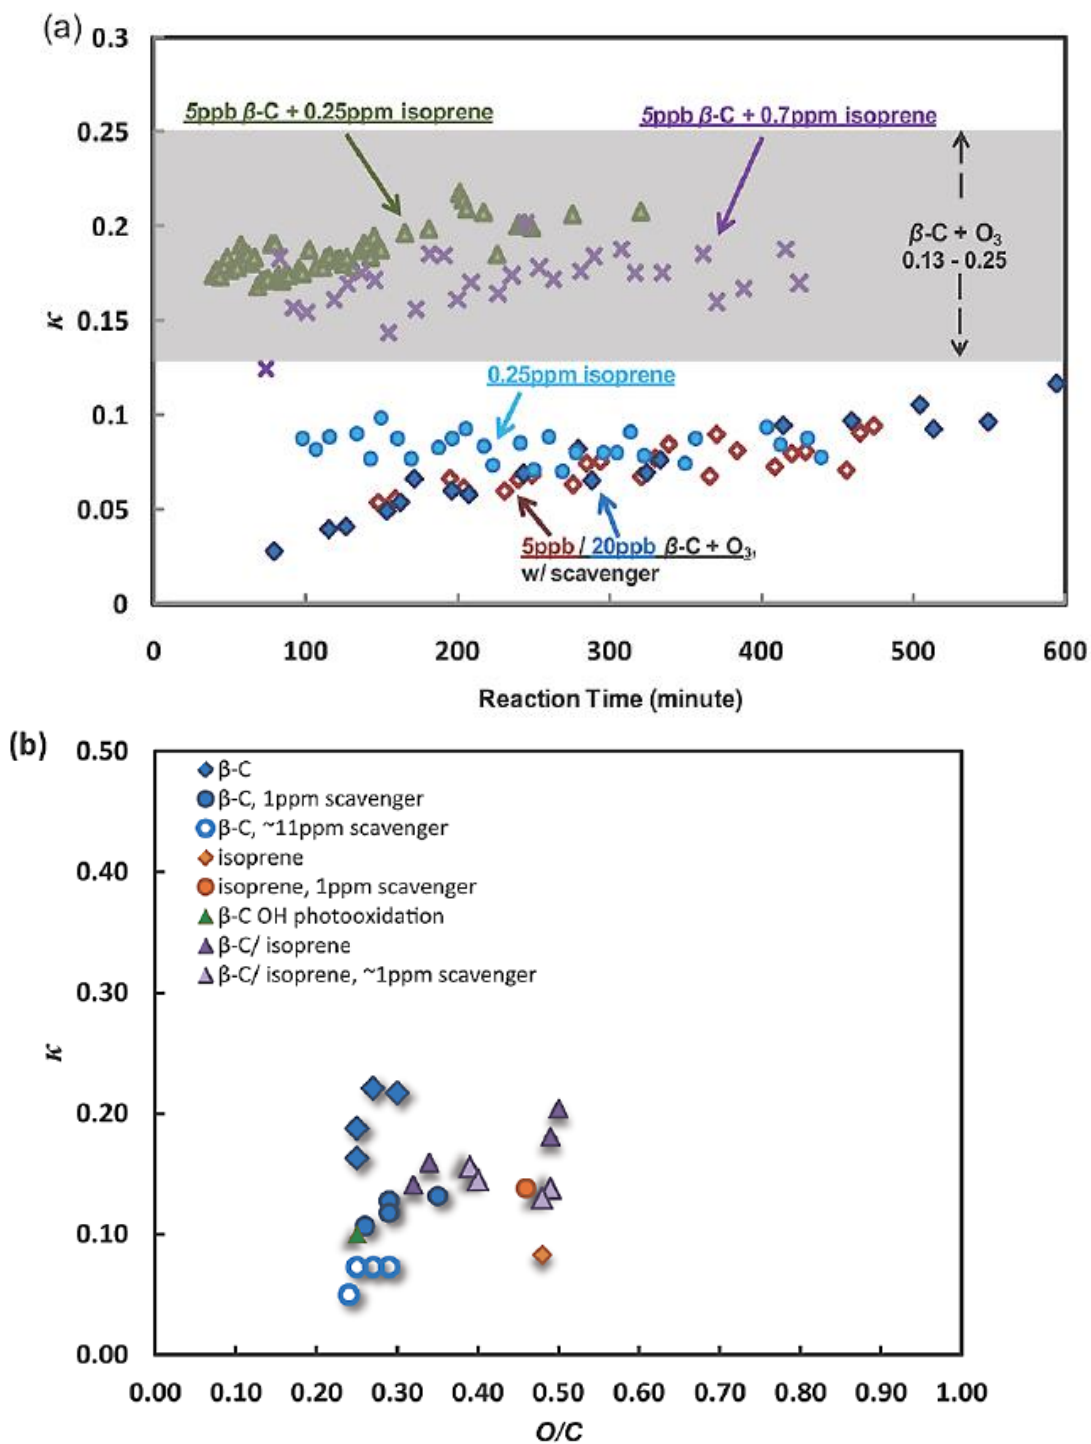 (a)
0.3
0.25
0.2
0.15
0.1
0.05
0
κ
5ppb β-C + 0.25ppm isoprene
5ppb β-C + 0.7ppm isoprene
β-C + O3
0.13 - 0.25
0.25ppm isoprene
5ppb / 20ppb β-C + O3,
w/ scavenger
0 100 200 300 400 500 600
Reaction Time (minute)
(b)
0.50
0.40
0.30
0.20
0.10
0.00
κ
β-C
β-C, 1ppm scavenger
β-C, ~11ppm scavenger
isoprene
isoprene, 1ppm scavenger
β-C OH photooxidation
β-C/ isoprene
β-C/ isoprene, ~1ppm scavenger
0.00 0.10 0.20 0.30 0.40 0.50 0.60 0.70 0.80 0.90 1.00
O/C